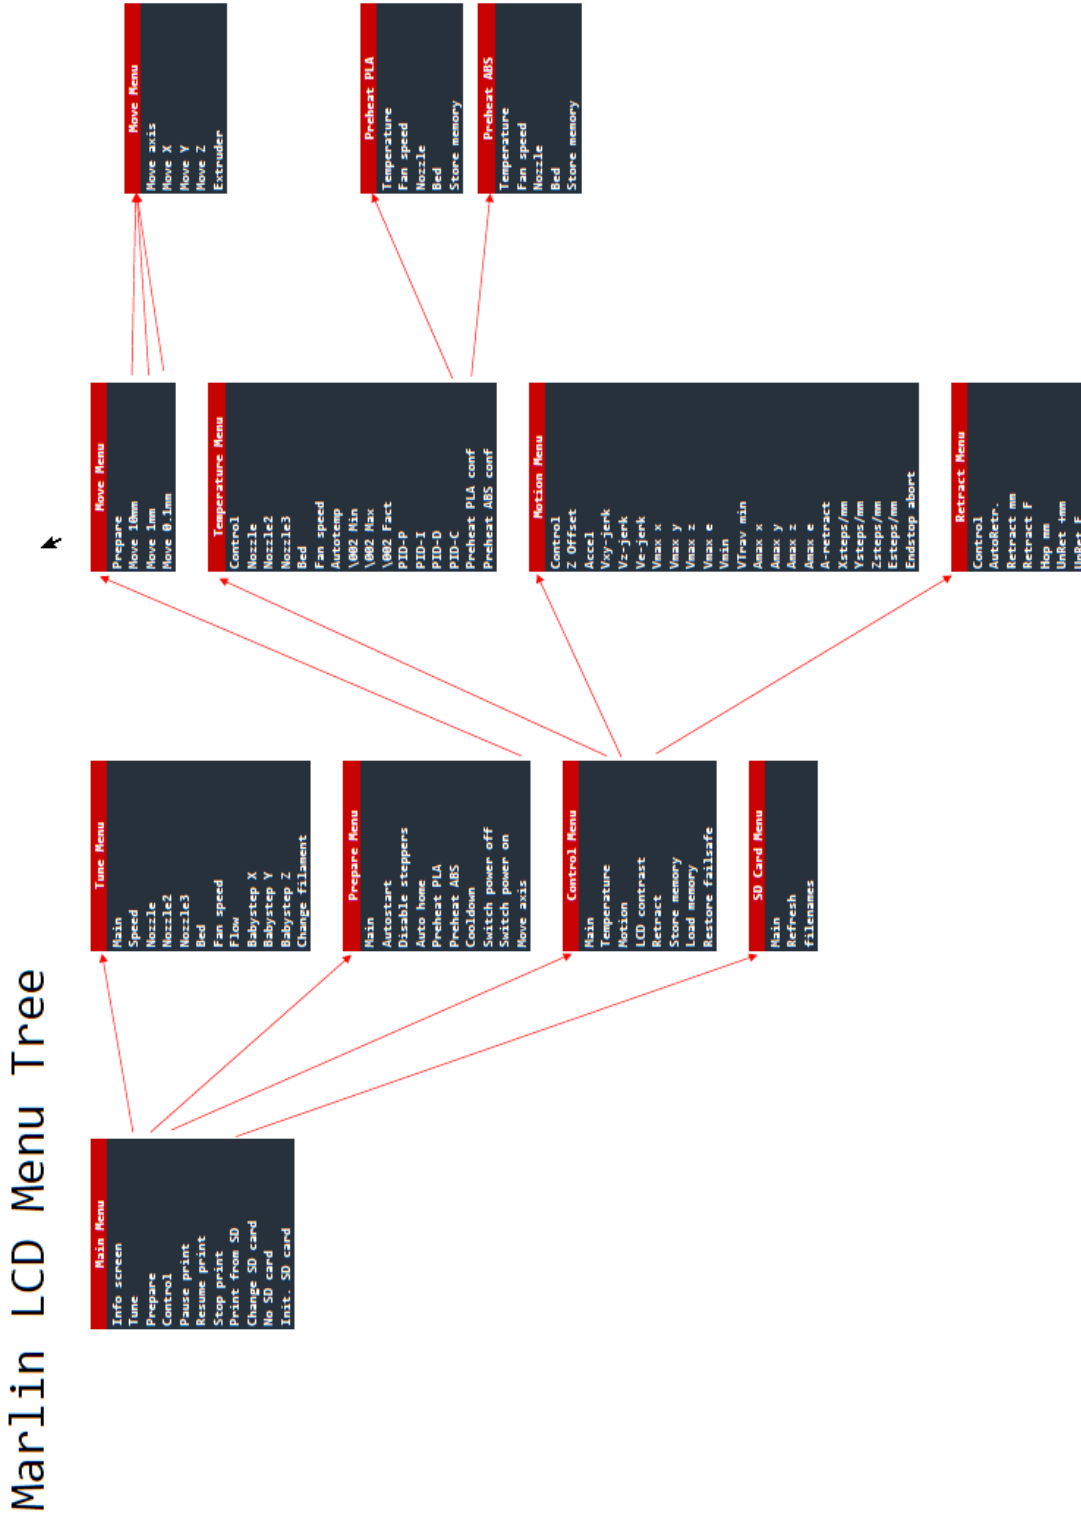 Marlin LCD Menu Tree
Main Menu
Info screen
Tune
Prepare
Control
Pause print
Resume print
Stop print
Print from SD
Change SD card
No SD card
Init. SD card
Tune Menu
Main
Speed
Nozzle
Nozzle2
Nozzle3
Bed
Fan speed
Flow
Babystep X
Babystep Y
Babystep Z
Change filament
Prepare Menu
Main
Autostart
Disable steppers
Auto home
Preheat PLA
Preheat ABS
Cooldown
Switch power off
Switch power on
Move axis
Control Menu
Main
Temperature
Motion
LCD contrast
Retract
Store memory
Load memory
Restore failsafe
SD Card Menu
Main
Refresh
filenames
Move Menu
Prepare
Move 10mm
Move 1mm
Move 0.1mm
Temperature Menu
Control
Nozzle
Nozzle2
Nozzle3
Bed
Fan speed
Autotemp
\002 Min
\002 Max
\002 Fact
PID-P
PID-I
PID-D
PID-C
Preheat PLA conf
Preheat ABS conf
Motion Menu
Control
Z Offset
Accel
Vxy-jerk
Vz-jerk
Ve-jerk
Vmax x
Vmax y
Vmax z
Vmax e
Vmin
VTrav min
Amax x
Amax y
Amax z
Amax e
A-retract
Xsteps/mm
Ysteps/mm
Zsteps/mm
Esteps/mm
Endstop abort
Retract Menu
Control
AutoRetr.
Retract mm
Retract F
Hop mm
UnRet +mm
UnRet F
Move Menu
Move axis
Move X
Move Y
Move Z
Extruder
Preheat PLA
Temperature
Fan speed
Nozzle
Bed
Store memory
Preheat ABS
Temperature
Fan speed
Nozzle
Bed
Store memory